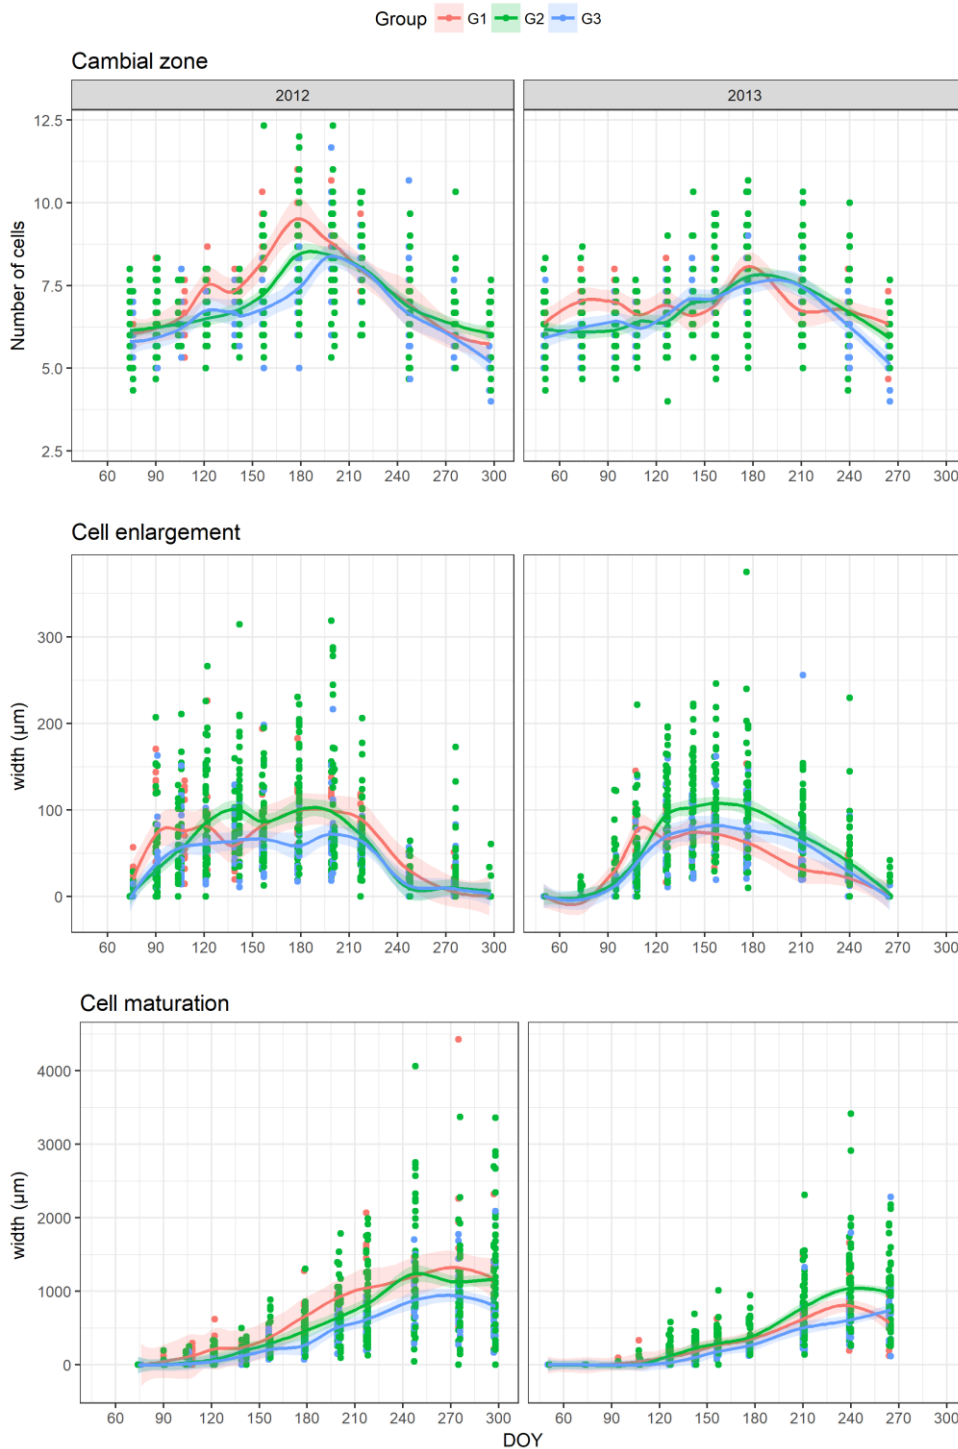 Group G1 G2 G3
Cambial zone
2012 2013
Number of cells
12.5
10.0
7.5
5.0
2.5
60 90 120 150 180 210 240 270 300 60 90 120 150 180 210 240 270 300
Cell enlargement
width (μm)
300
200
100
0
60 90 120 150 180 210 240 270 300 60 90 120 150 180 210 240 270 300
Cell maturation
width (μm)
4000
3000
2000
1000
0
60 90 120 150 180 210 240 270 300 60 90 120 150 180 210 240 270 300
DOY